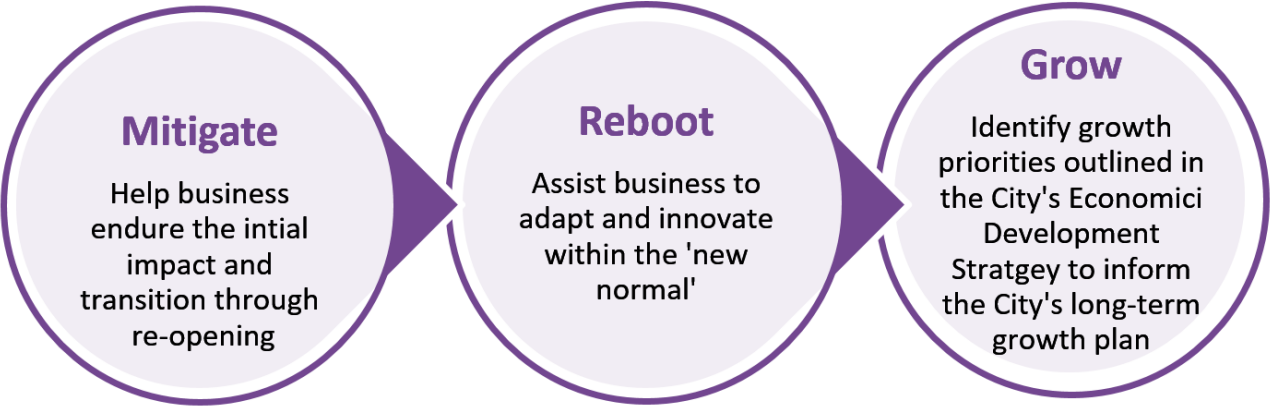 Mitigate
Help business
endure the intial
impact and
transition through
re-opening
Reboot
Assist business to
adapt and innovate
within the 'new
normal'
Grow
Identify growth
priorities outlined in
the City's Economici
Development
Stratgey to inform
the City's long-term
growth plan